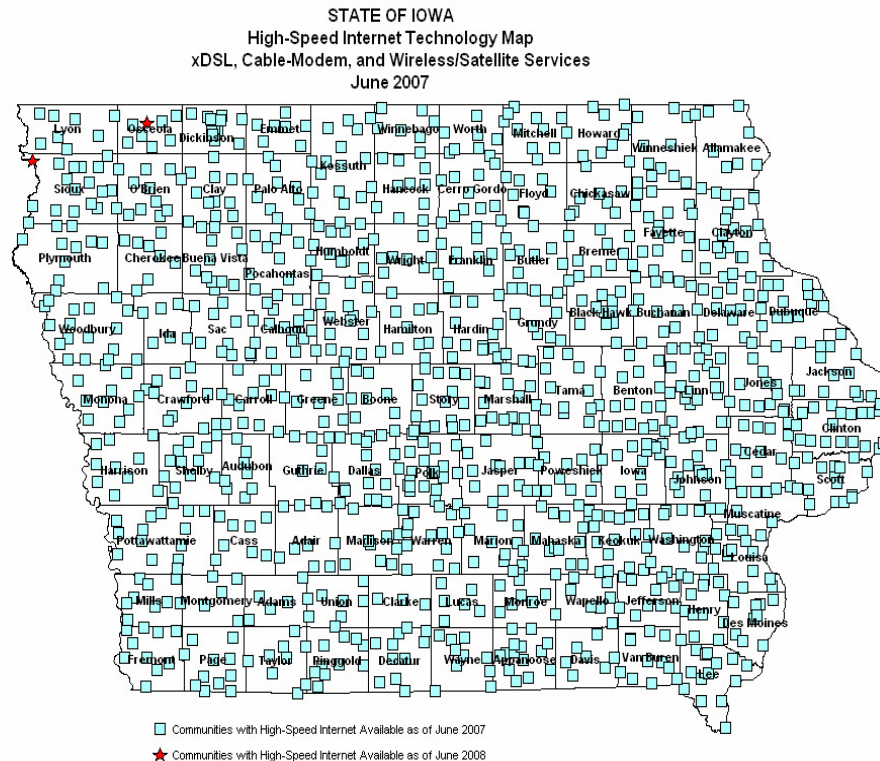 STATE OF IOWA
High-Speed Internet Technology Map
xDSL, Cable-Modem, and Wireless/Satellite Services
June 2007
Lyon
Osceola
Dickinson
Emmet
Winnebago
Worth
Mitchell
Howard
Winneshiek
Allamakee
Kossuth
Sioux
O'Brien
Clay
Palo Alto
Hancock
Cerro Gordo
Floyd
Chickasaw
Fayette
Clayton
Plymouth
Cherokee
Buena Vista
Pocahontas
Humboldt
Wright
Franklin
Butler
Bremer
Woodbury
Ida
Sac
Calhoun
Webster
Hamilton
Hardin
Grundy
Black Hawk
Buchanan
Delaware
Dubuque
Monona
Crawford
Carroll
Greene
Boone
Story
Marshall
Tama
Benton
Linn
Jones
Jackson
Clinton
Harrison
Shelby
Audubon
Guthrie
Dallas
Polk
Jasper
Poweshiek
Iowa
Johnson
Cedar
Scott
Muscatine
Pottawattamie
Cass
Adair
Madison
Warren
Marion
Mahaska
Keokuk
Washington
Louisa
Mills
Montgomery
Adams
Union
Clarke
Lucas
Monroe
Wapello
Jefferson
Henry
Des Moines
Fremont
Page
Taylor
Ringgold
Decatur
Wayne
Appanoose
Davis
Van Buren
Lee
Communities with High-Speed Internet Available as of June 2007
Communities with High-Speed Internet Available as of June 2008